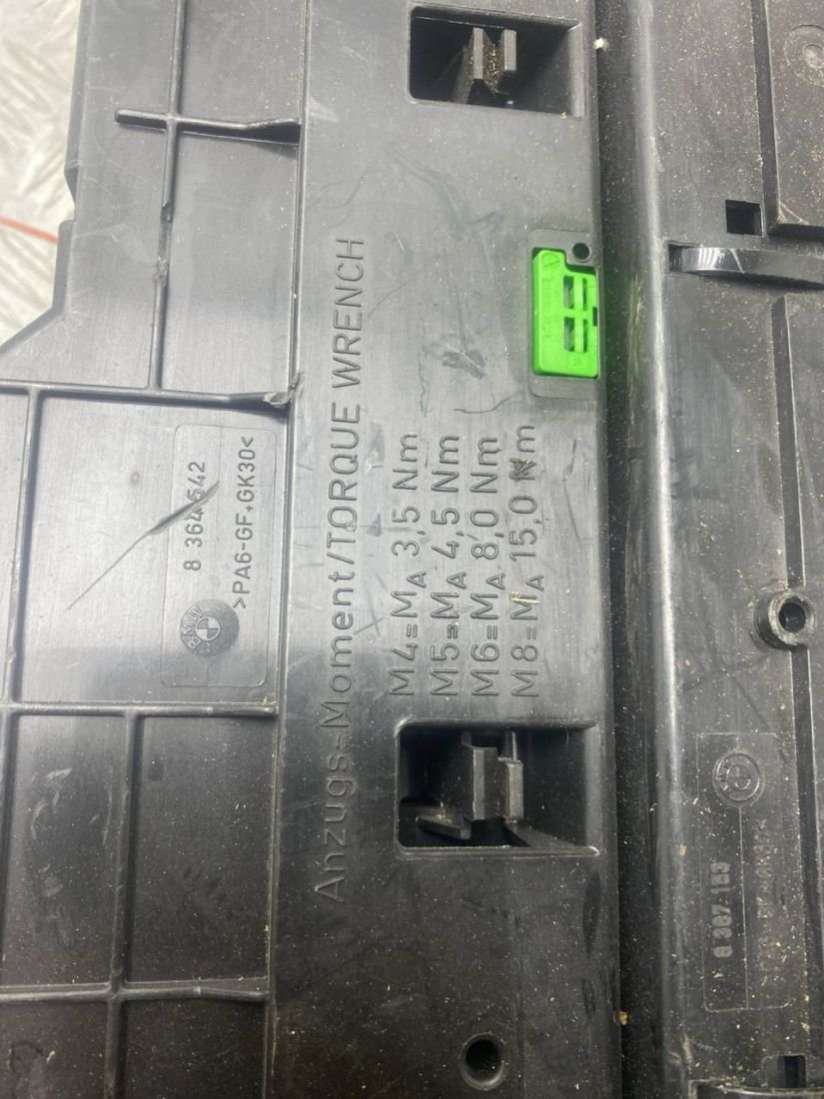 8 364 642
>PA6-GF+GK30<
BMW
Anzugs-Moment/TORQUE WRENCH
M4=MA 3,5 Nm
M5=MA 4,5 Nm
M6=MA 8,0 Nm
M8=MA 15,0 Nm